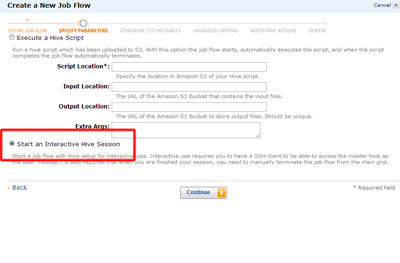 Create a New Job Flow
Cancel
DEFINE JOB FLOW
SPECIFY PARAMETERS
CONFIGURE EC2 INSTANCES
ADVANCED OPTIONS
BOOTSTRAP ACTIONS
REVIEW
Execute a Hive Script
Run a hive script which has been uploaded to S3. With this option the job flow starts, automatically executes the script, and when the script
completes the job flow automatically terminates.
Script Location*:
Specify the location in Amazon S3 of your Hive script.
Input Location:
The URL of the Amazon S3 Bucket that contains the input files.
Output Location:
The URL of the Amazon S3 Bucket to store output files. Should be unique.
Extra Args:
Start an Interactive Hive Session
Start a job flow with Hive setup for interactive use. Interactive use requires you to have a SSH client to be able to access the master host
as the user "hadoop". It also requires that when you are finished your session, you need to manually terminate the job flow from the main grid.
‹ Back
Continue
* Required field